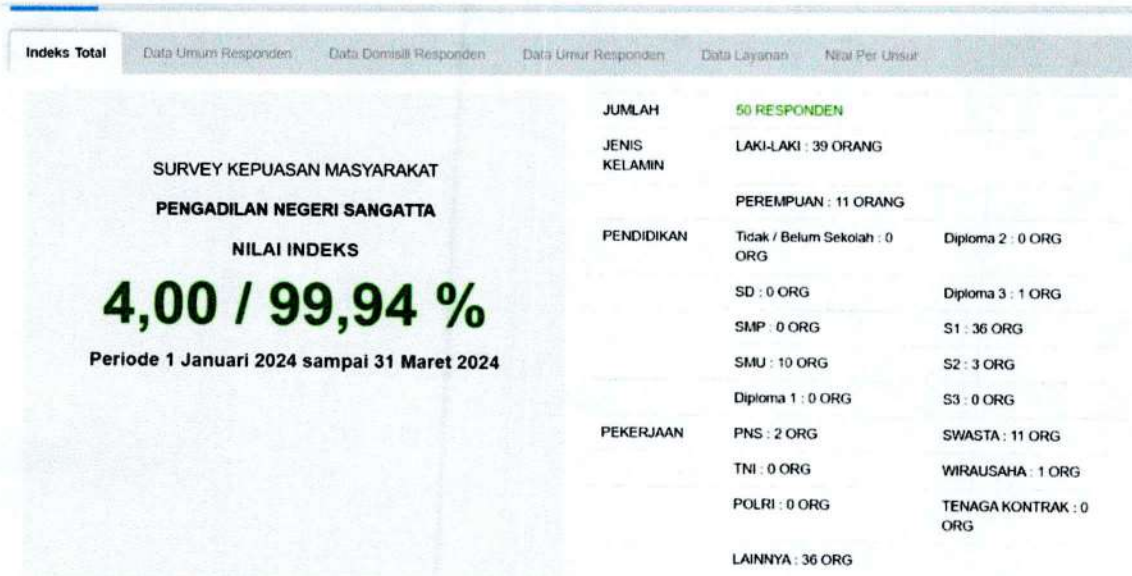 Indeks Total
Data Umum Responden
Data Domisili Responden
Data Umur Responden
Data Layanan
Nilai Per Unsur
SURVEY KEPUASAN MASYARAKAT
PENGADILAN NEGERI SANGATTA
NILAI INDEKS
4,00 / 99,94 %
Periode 1 Januari 2024 sampai 31 Maret 2024
JUMLAH
50 RESPONDEN
JENIS
KELAMIN
LAKI-LAKI : 39 ORANG
PEREMPUAN : 11 ORANG
PENDIDIKAN
Tidak / Belum Sekolah : 0
ORG
Diploma 2 : 0 ORG
SD : 0 ORG
Diploma 3 : 1 ORG
SMP : 0 ORG
S1 : 36 ORG
SMU : 10 ORG
S2 : 3 ORG
Diploma 1 : 0 ORG
S3 : 0 ORG
PEKERJAAN
PNS : 2 ORG
SWASTA : 11 ORG
TNI : 0 ORG
WIRAUSAHA : 1 ORG
POLRI : 0 ORG
TENAGA KONTRAK : 0
ORG
LAINNYA : 36 ORG